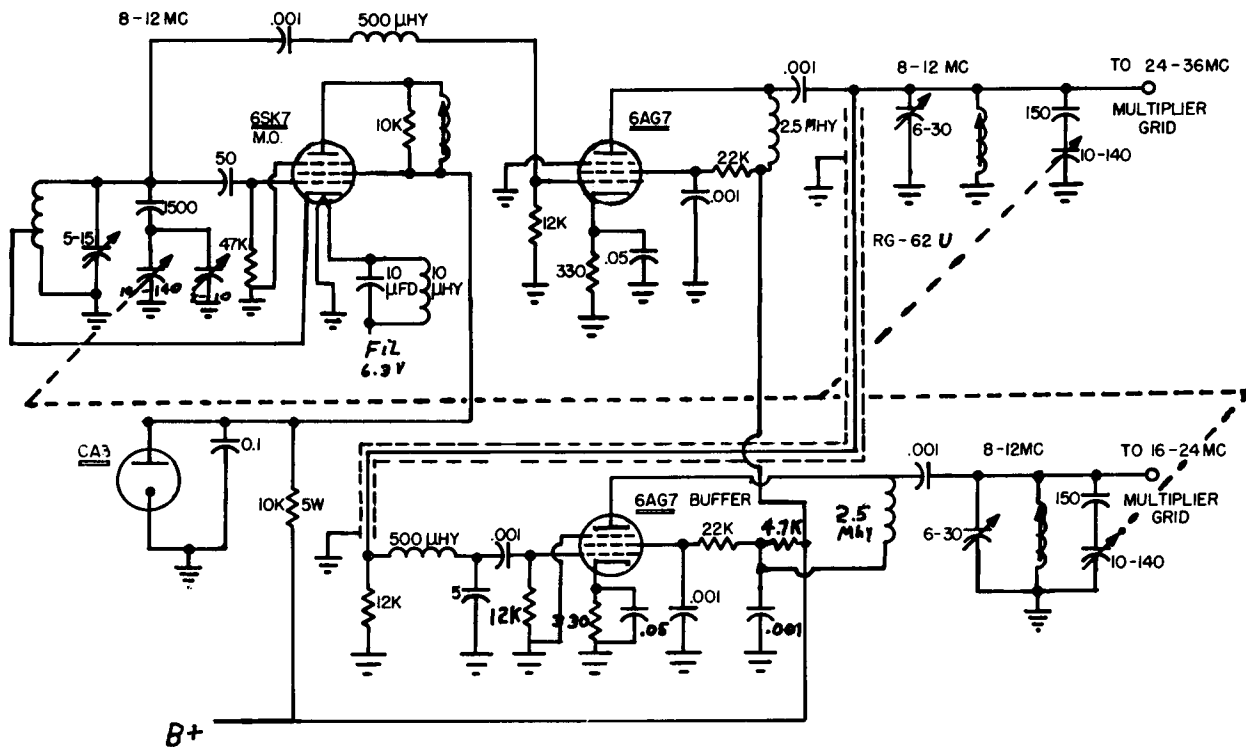 8-12 MC
.001
500 µHY
6SK7
M.O.
10K
50
1500
5-15
47K
10-140
10
µFD
10
µHY
Fil
6.3V
6AG7
12K
330
.05
.001
22K
2.5 MHY
.001
8-12 MC
TO 24-36MC
MULTIPLIER
GRID
6-30
150
10-140
RG-62 U
CA3
0.1
10K
5W
6AG7 BUFFER
500 µHY
.001
12K
5
12K
330
.05
.001
22K
4.7K
.001
2.5
Mhy
.001
8-12MC
TO 16-24MC
MULTIPLIER
GRID
6-30
150
10-140
B+